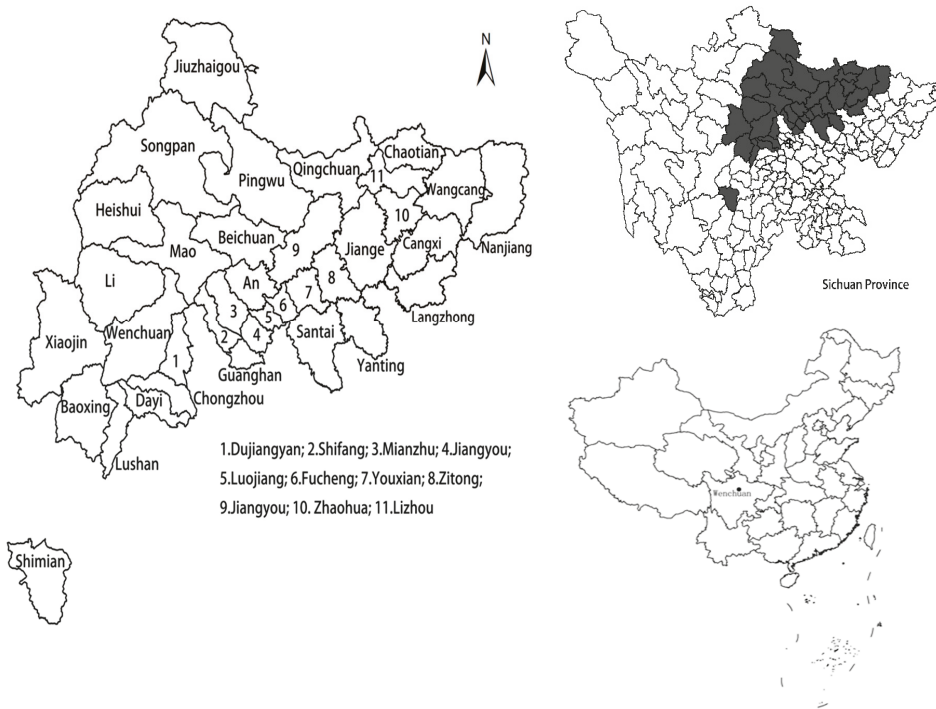 N
Jiuzhaigou
Songpan
Chaotian
Qingchuan
11
Pingwu
Wangcang
Heishui
10
Beichuan
9
Jiange
Cangxi
Nanjiang
Mao
Li
An
8
7
6
3
5
Langzhong
Wenchuan
2
4
Santai
Xiaojin
1
Yanting
Guanghan
Chongzhou
Baoxing
Dayi
Lushan
1.Dujiangyan; 2.Shifang; 3.Mianzhu; 4.Jiangyou;
5.Luojiang; 6.Fucheng; 7.Youxian; 8.Zitong;
9.Jiangyou; 10. Zhaohua; 11.Lizhou
Shimian
Sichuan Province
Wenchuan